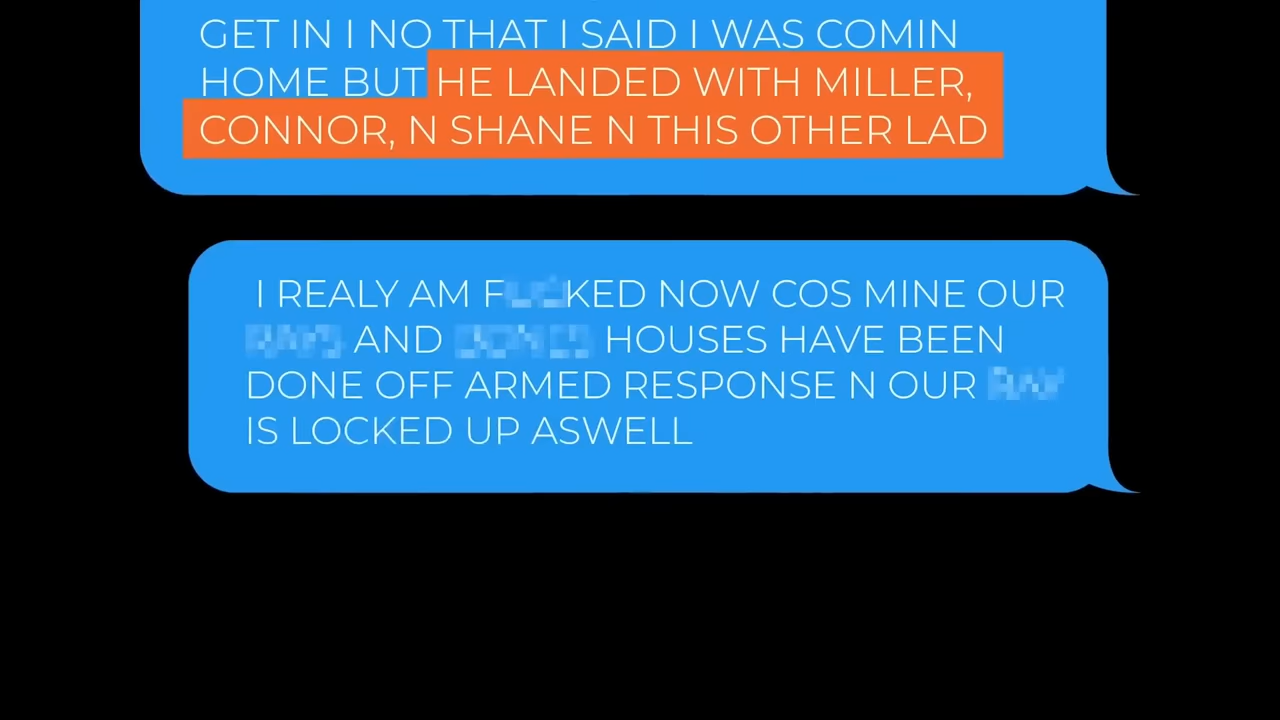 GET IN I NO THAT I SAID I WAS COMIN
HOME BUT HE LANDED WITH MILLER,
CONNOR, N SHANE N THIS OTHER LAD
I REALY AM F KED NOW COS MINE OUR
AND HOUSES HAVE BEEN
DONE OFF ARMED RESPONSE N OUR
IS LOCKED UP ASWELL